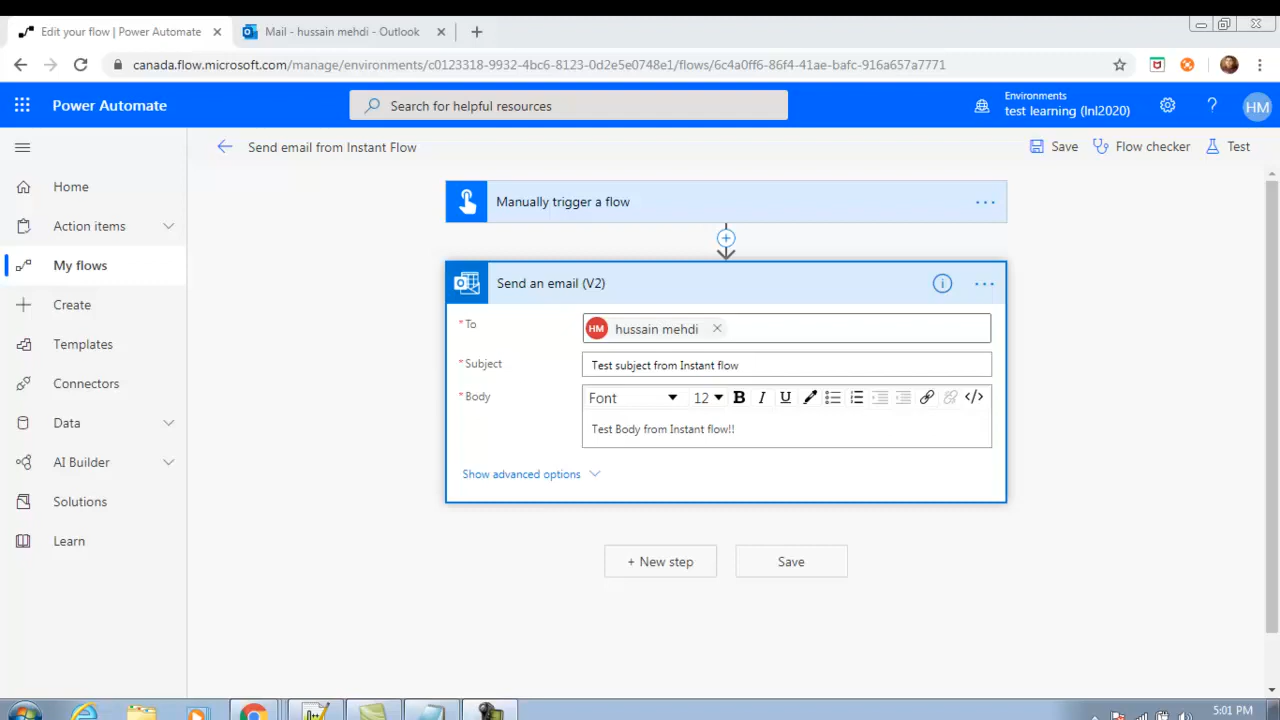 Edit your flow | Power Automate
Mail - hussain mehdi - Outlook
canada.flow.microsoft.com/manage/environments/c0123318-9932-4bc6-8123-0d2e5e0748e1/flows/6c4a0ff6-86f4-41ae-bafc-916a657a7771
Power Automate
Search for helpful resources
Environments
test learning (lnl2020)
?
HM
Send email from Instant Flow
Save
Flow checker
Test
Home
Action items
My flows
Create
Templates
Connectors
Data
AI Builder
Solutions
Learn
Manually trigger a flow
Send an email (V2)
* To
HM hussain mehdi
* Subject
Test subject from Instant flow
* Body
Font 12 B I U </>
Test Body from Instant flow!!
Show advanced options
+ New step
Save
5:01 PM